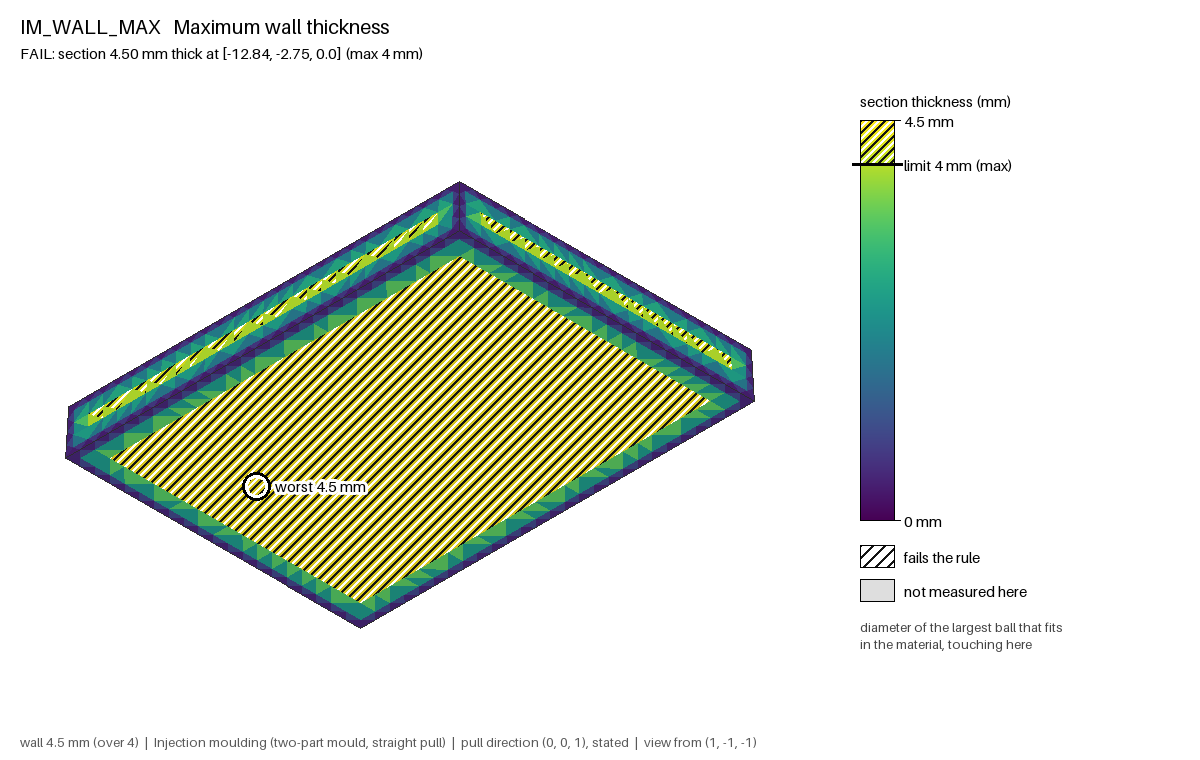 IM_WALL_MAX Maximum wall thickness
FAIL: section 4.50 mm thick at [-12.84, -2.75, 0.0] (max 4 mm)
section thickness (mm)
4.5 mm
limit 4 mm (max)
worst 4.5 mm
0 mm
fails the rule
not measured here
diameter of the largest ball that fits
in the material, touching here
wall 4.5 mm (over 4) | Injection moulding (two-part mould, straight pull) | pull direction (0, 0, 1), stated | view from (1, -1, -1)